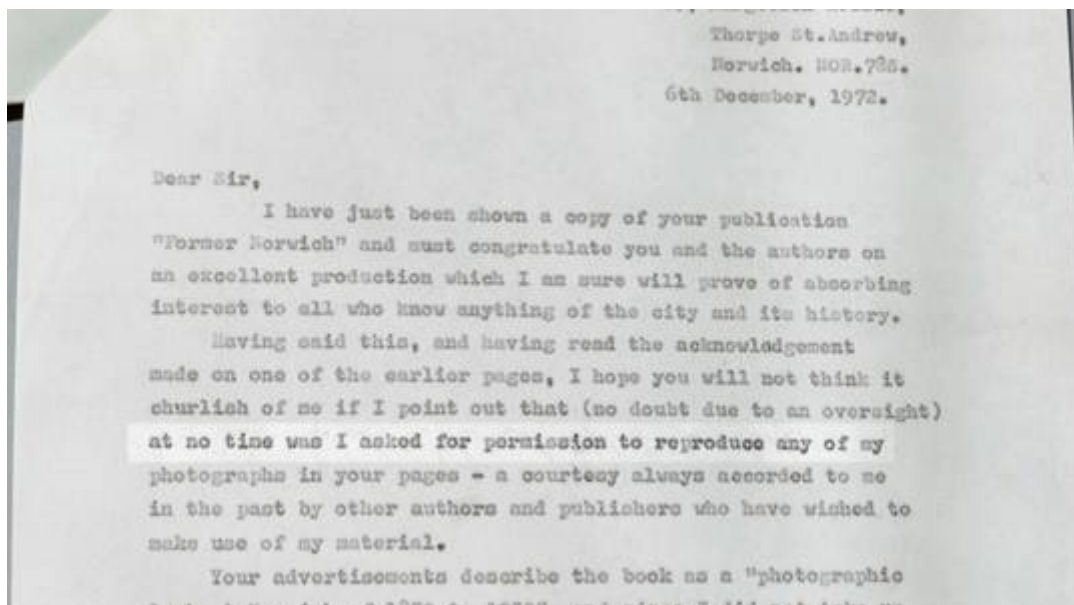 Thorpe St.Andrew,
Norwich. NOR.78S.
6th December, 1972.
Dear Sir,
I have just been shown a copy of your publication
"Former Norwich" and must congratulate you and the authors on
an excellent production which I am sure will prove of absorbing
interest to all who know anything of the city and its history.
Having said this, and having read the acknowledgement
made on one of the earlier pages, I hope you will not think it
churlish of me if I point out that (no doubt due to an oversight)
at no time was I asked for permission to reproduce any of my
photographs in your pages - a courtesy always accorded to me
in the past by other authors and publishers who have wished to
make use of my material.
Your advertisements describe the book as a "photographic